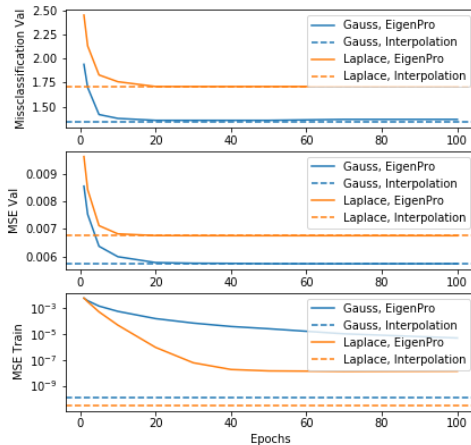 Missclassification Val
2.50
2.25
2.00
1.75
1.50
Gauss, EigenPro
Gauss, Interpolation
Laplace, EigenPro
Laplace, Interpolation
0 20 40 60 80 100
MSE Val
0.009
0.008
0.007
0.006
Gauss, EigenPro
Gauss, Interpolation
Laplace, EigenPro
Laplace, Interpolation
0 20 40 60 80 100
MSE Train
10⁻³
10⁻⁵
10⁻⁷
10⁻⁹
Gauss, EigenPro
Gauss, Interpolation
Laplace, EigenPro
Laplace, Interpolation
0 20 40 60 80 100
Epochs